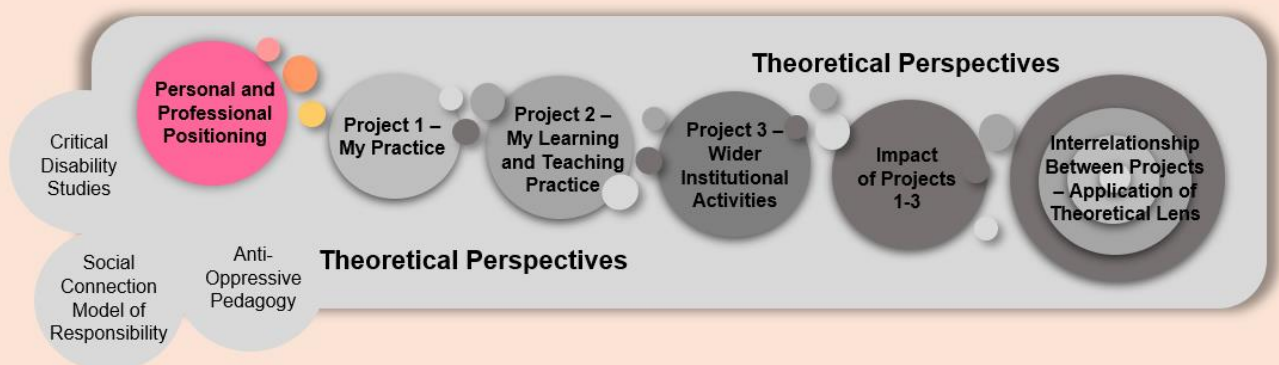 Theoretical Perspectives
Personal and
Professional
Positioning
Project 1 –
My Practice
Project 2 –
My Learning
and Teaching
Practice
Project 3 –
Wider
Institutional
Activities
Impact
of Projects
1-3
Interrelationship
Between Projects
– Application of
Theoretical Lens
Critical
Disability
Studies
Social
Connection
Model of
Responsibility
Anti-
Oppressive
Pedagogy
Theoretical Perspectives